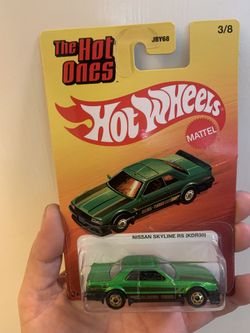 The Hot
Ones
JBY68
3/8
Hot Wheels
MATTEL
NISSAN SKYLINE RS (KDR30)